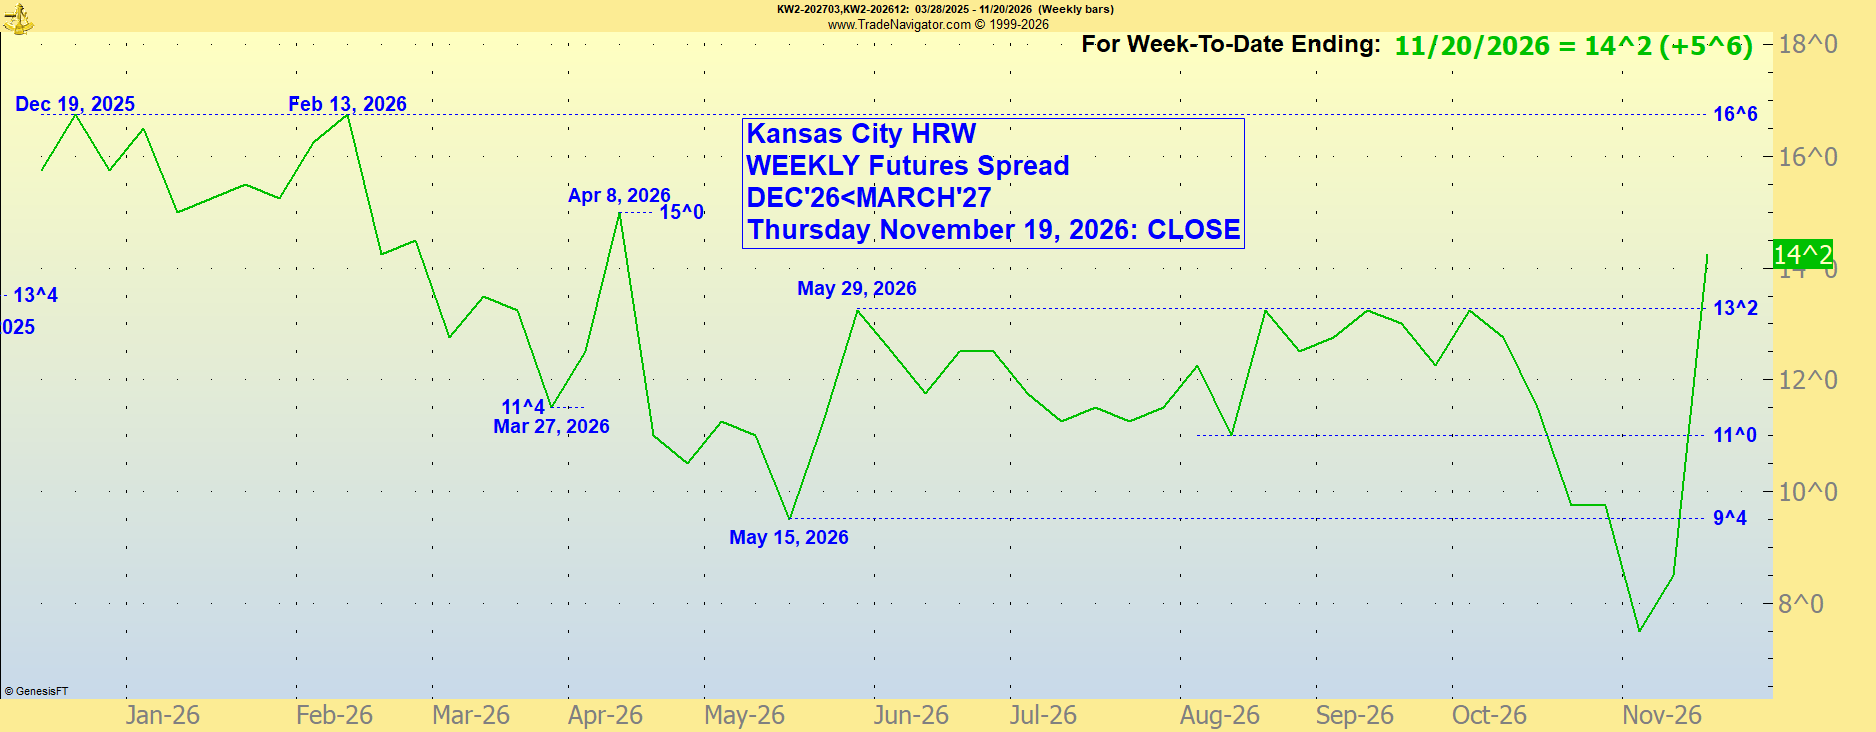 KW2-202703,KW2-202612: 03/28/2025 - 11/20/2026 (Weekly bars)
www.TradeNavigator.com © 1999-2026
For Week-To-Date Ending: 11/20/2026 = 14^2 (+5^6)
18^0
Dec 19, 2025
Feb 13, 2026
16^6
Kansas City HRW
WEEKLY Futures Spread
DEC'26<MARCH'27
Thursday November 19, 2026: CLOSE
16^0
Apr 8, 2026
15^0
14^2
14^0
May 29, 2026
13^4
13^2
025
12^0
11^4
Mar 27, 2026
11^0
10^0
9^4
May 15, 2026
8^0
© GenesisFT
Jan-26 Feb-26 Mar-26 Apr-26 May-26 Jun-26 Jul-26 Aug-26 Sep-26 Oct-26 Nov-26